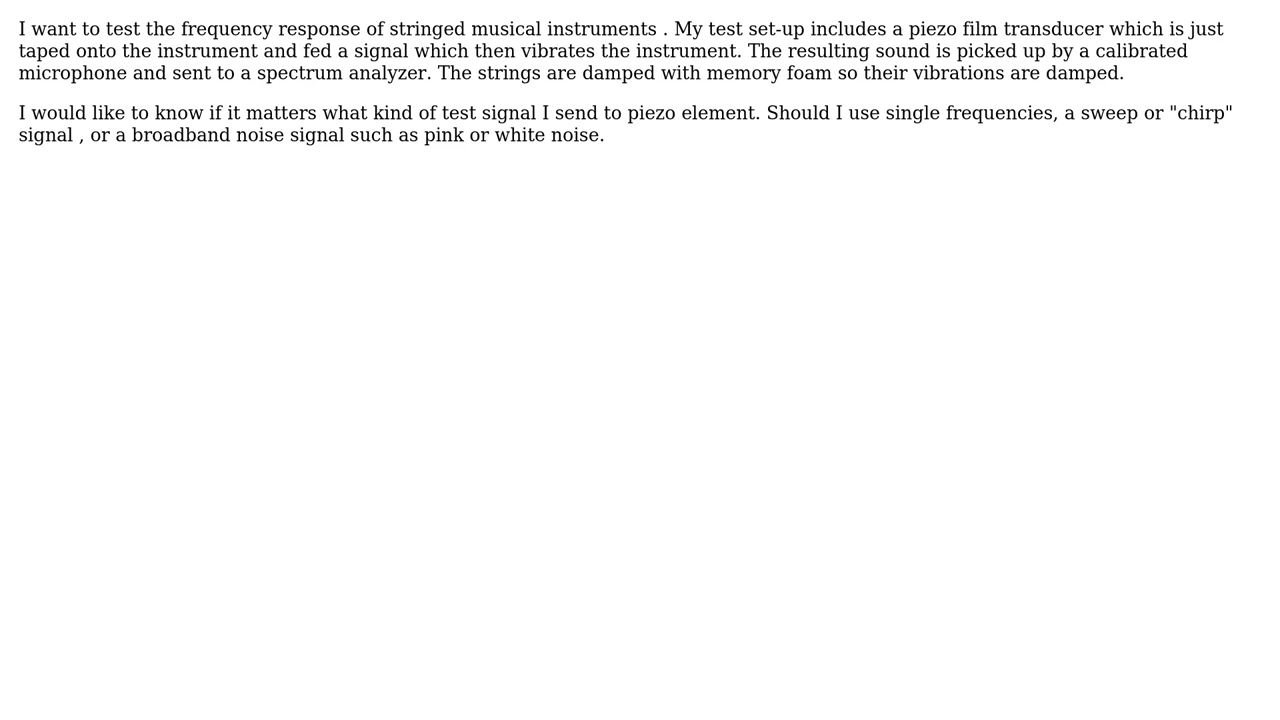 I want to test the frequency response of stringed musical instruments . My test set-up includes a piezo film transducer which is just
taped onto the instrument and fed a signal which then vibrates the instrument. The resulting sound is picked up by a calibrated
microphone and sent to a spectrum analyzer. The strings are damped with memory foam so their vibrations are damped.
I would like to know if it matters what kind of test signal I send to piezo element. Should I use single frequencies, a sweep or "chirp"
signal , or a broadband noise signal such as pink or white noise.